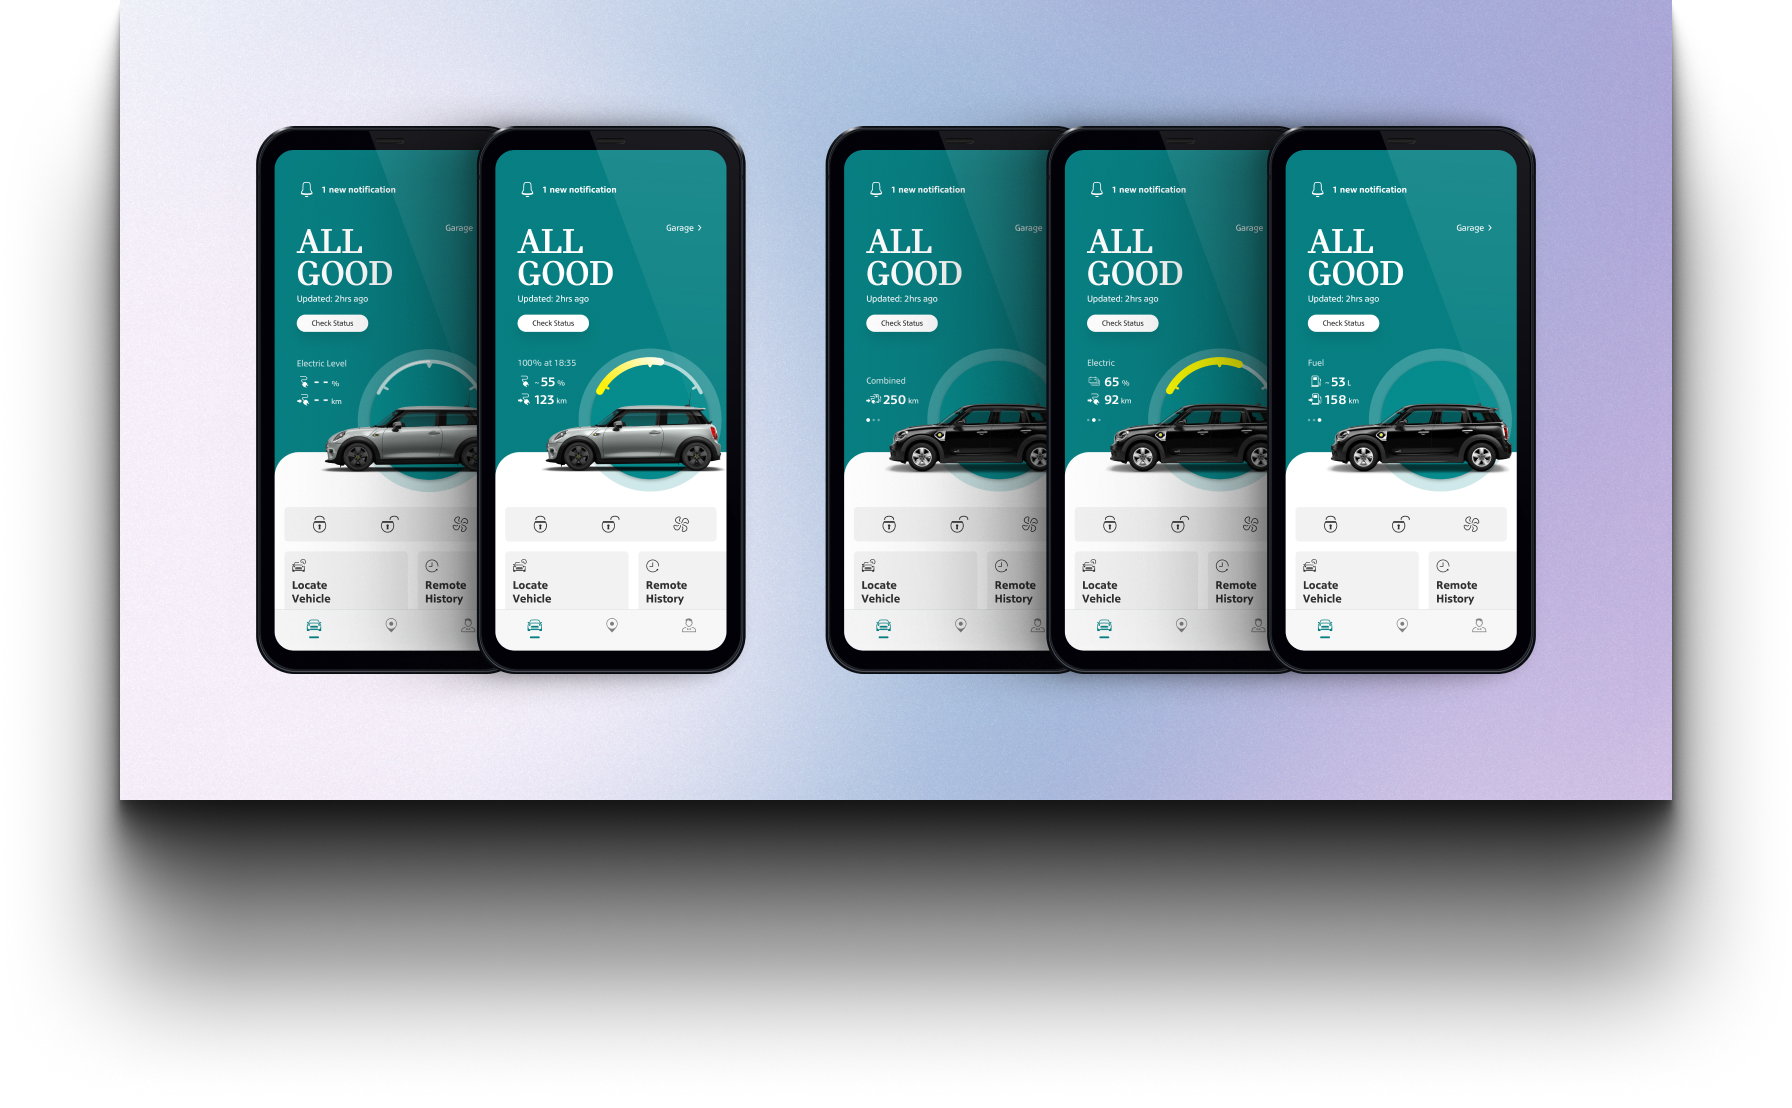 1 new notification
Garage
ALL
GOOD
Updated: 2hrs ago
Check Status
Electric Level
- - %
- - km
Locate
Vehicle
Remote
History
1 new notification
Garage >
ALL
GOOD
Updated: 2hrs ago
Check Status
100% at 18:35
~55 %
123 km
Locate
Vehicle
Remote
History
1 new notification
Garage
ALL
GOOD
Updated: 2hrs ago
Check Status
Combined
250 km
Locate
Vehicle
Remote
History
1 new notification
Garage
ALL
GOOD
Updated: 2hrs ago
Check Status
Electric
65 %
92 km
Locate
Vehicle
Remote
History
1 new notification
Garage >
ALL
GOOD
Updated: 2hrs ago
Check Status
Fuel
~53 L
158 km
Locate
Vehicle
Remote
History